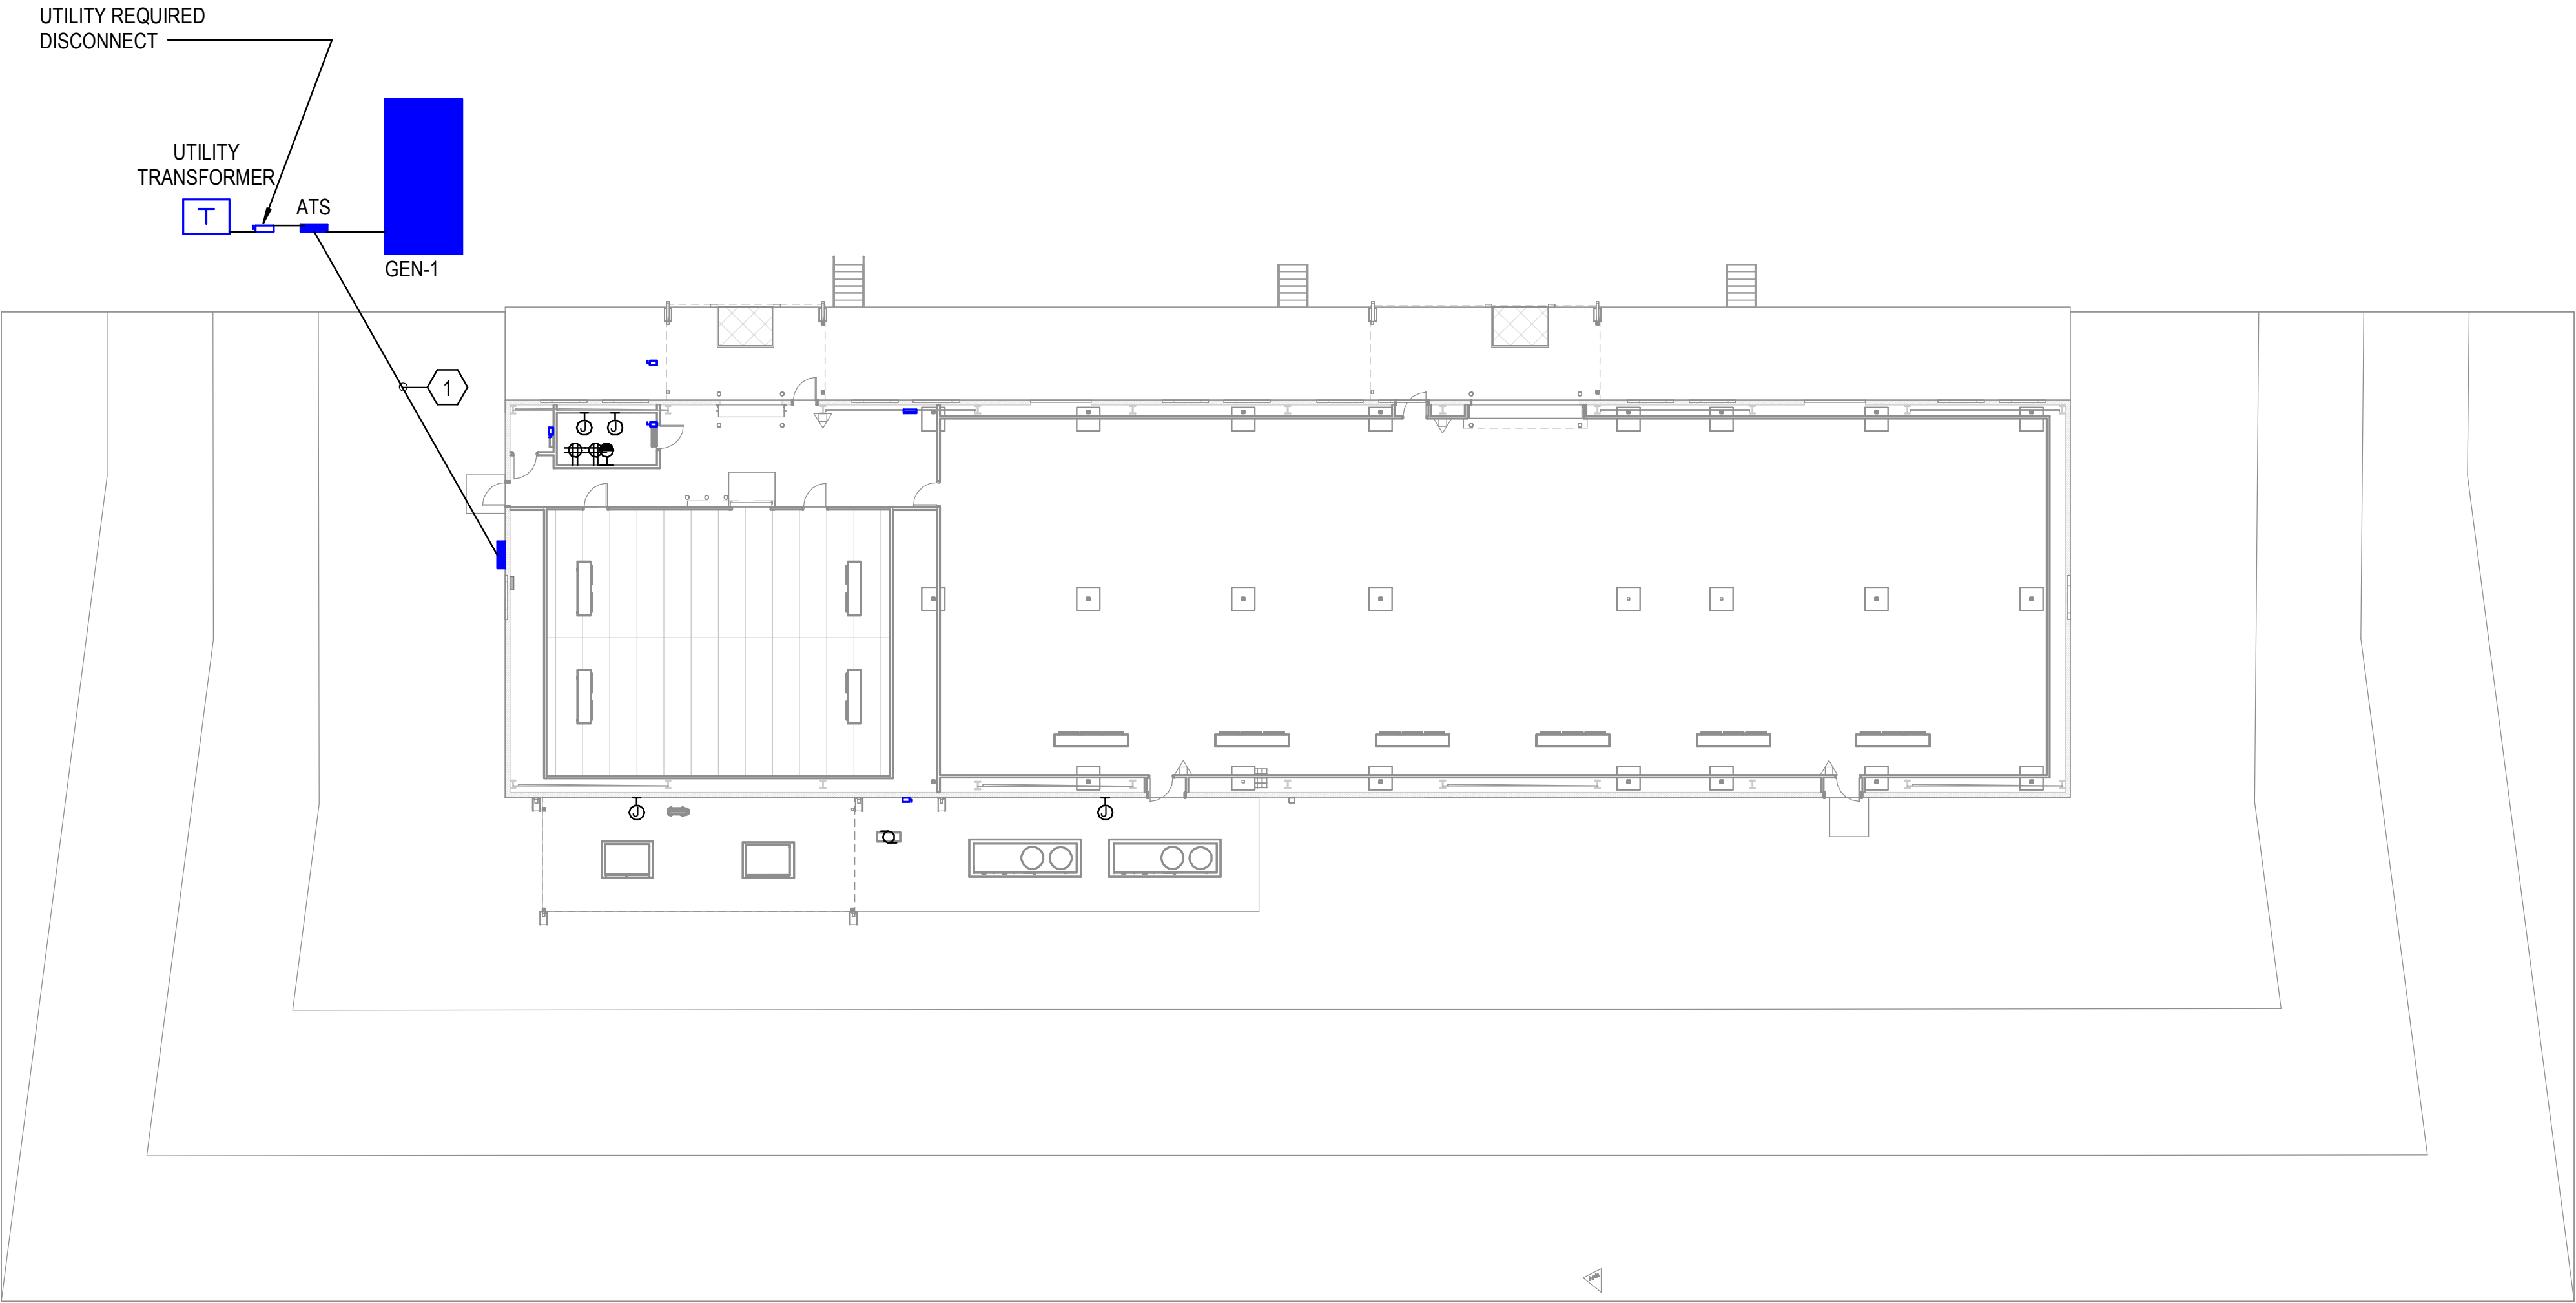 UTILITY REQUIRED
DISCONNECT
UTILITY
TRANSFORMER
T
ATS
GEN-1
1
J
J
J
J